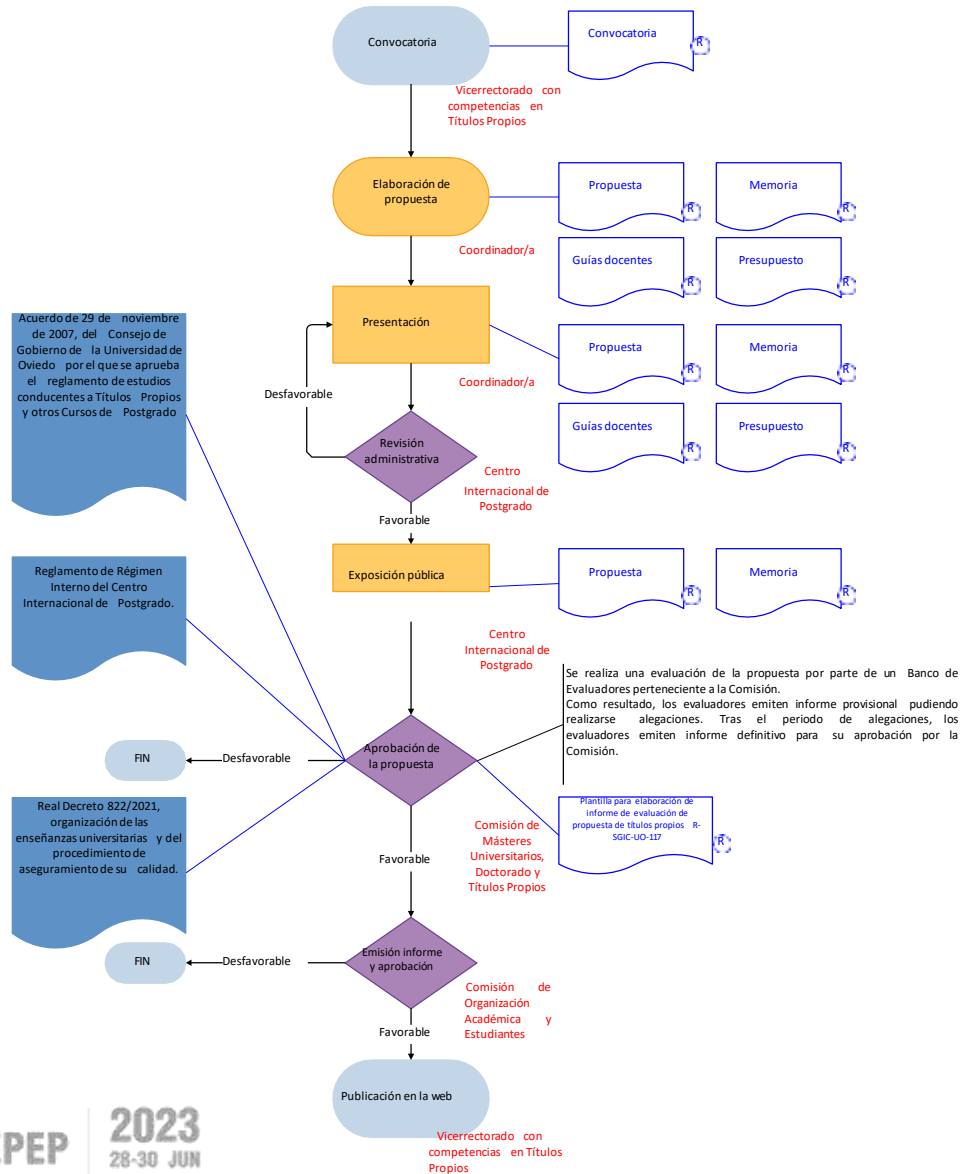 Convocatoria
Convocatoria
R
Vicerrectorado con
competencias en
Títulos Propios
Elaboración de
propuesta
Propuesta
R
Memoria
R
Coordinador/a
Guías docentes
R
Presupuesto
R
Presentación
Propuesta
R
Memoria
R
Coordinador/a
Guías docentes
R
Presupuesto
R
Acuerdo de 29 de noviembre
de 2007, del Consejo de
Gobierno de la Universidad de
Oviedo por el que se aprueba
el reglamento de estudios
conducentes a Títulos Propios
y otros Cursos de Postgrado
Desfavorable
Revisión
administrativa
Centro
Internacional de
Postgrado
Favorable
Reglamento de Régimen
Interno del Centro
Internacional de Postgrado.
Exposición pública
Propuesta
R
Memoria
R
Centro
Internacional de
Postgrado
Se realiza una evaluación de la propuesta por parte de un Banco de
Evaluadores perteneciente a la Comisión.
Como resultado, los evaluadores emiten informe provisional pudiendo
realizarse alegaciones. Tras el periodo de alegaciones, los
evaluadores emiten informe definitivo para su aprobación por la
Comisión.
FIN
Desfavorable
Aprobación de
la propuesta
Real Decreto 822/2021,
organización de las
enseñanzas universitarias y del
procedimiento de
aseguramiento de su calidad.
Plantilla para elaboración de
informe de evaluación de
propuesta de títulos propios R-
SGIC-UO-117
R
Comisión de
Másteres
Universitarios,
Doctorado y
Títulos Propios
Favorable
FIN
Desfavorable
Emisión informe
y aprobación
Comisión de
Organización
Académica y
Estudiantes
Favorable
Publicación en la web
Vicerrectorado con
competencias en Títulos
Propios
EPEP
2023
28-30 JUN